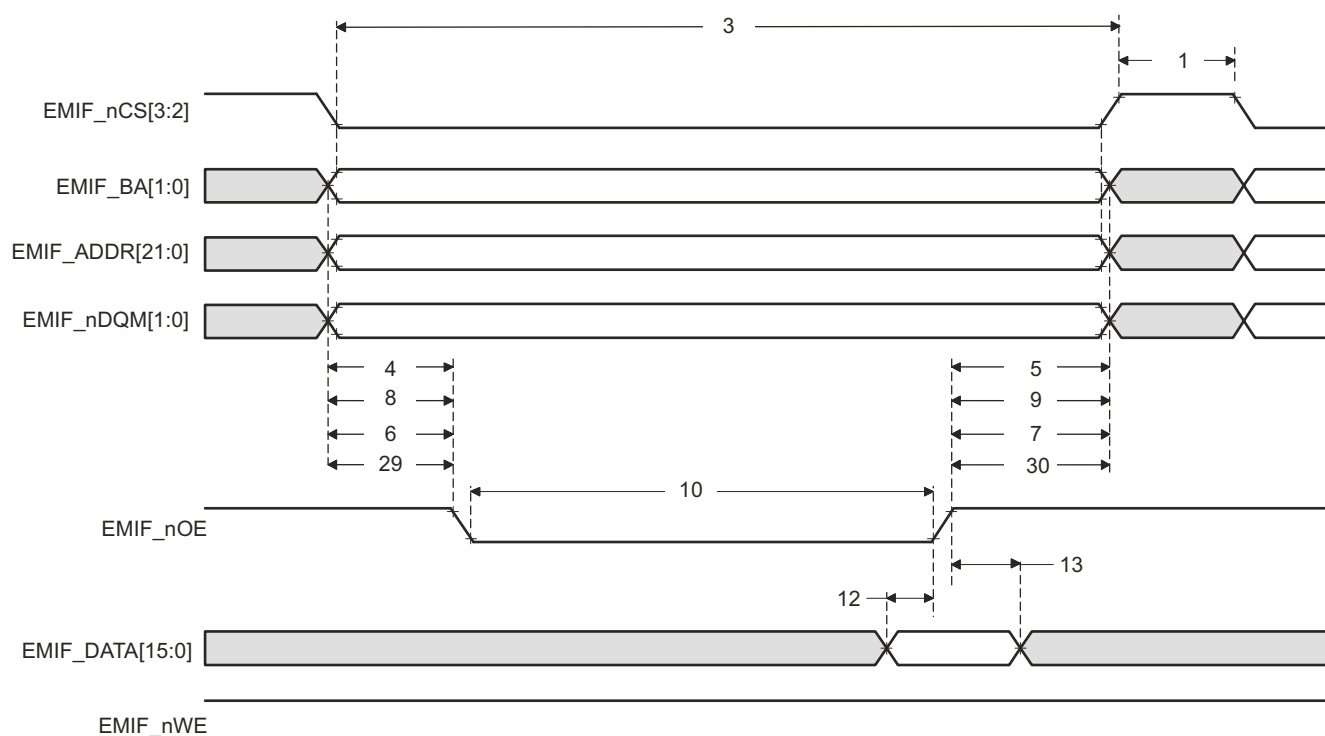 3
1
EMIF_nCS[3:2]
EMIF_BA[1:0]
EMIF_ADDR[21:0]
EMIF_nDQM[1:0]
4 5
8 9
6 7
29 30
10
EMIF_nOE
13
12
EMIF_DATA[15:0]
EMIF_nWE